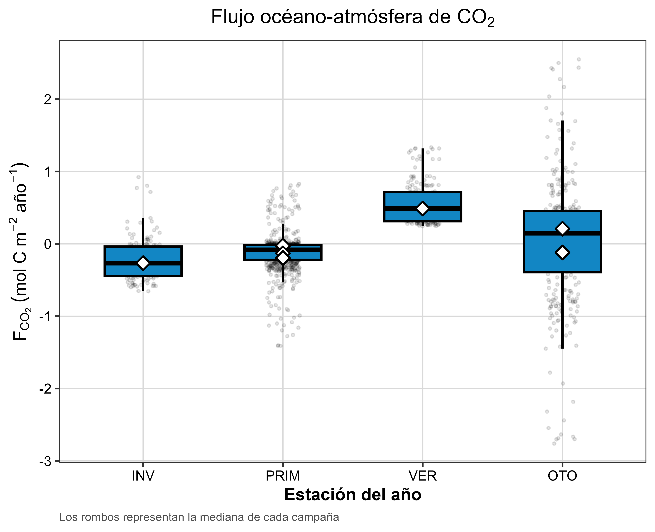 Flujo océano-atmósfera de CO₂
F_CO₂ (mol C m⁻² año⁻¹)
2
1
0
-1
-2
-3
INV PRIM VER OTO
Estación del año
Los rombos representan la mediana de cada campaña